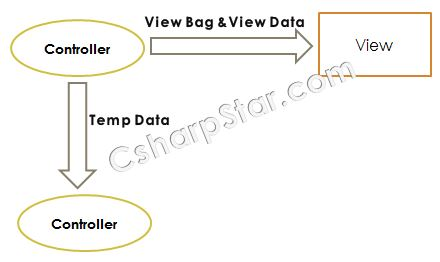 View Bag & View Data
Controller
View
Temp Data
CsharpStar.com
Controller